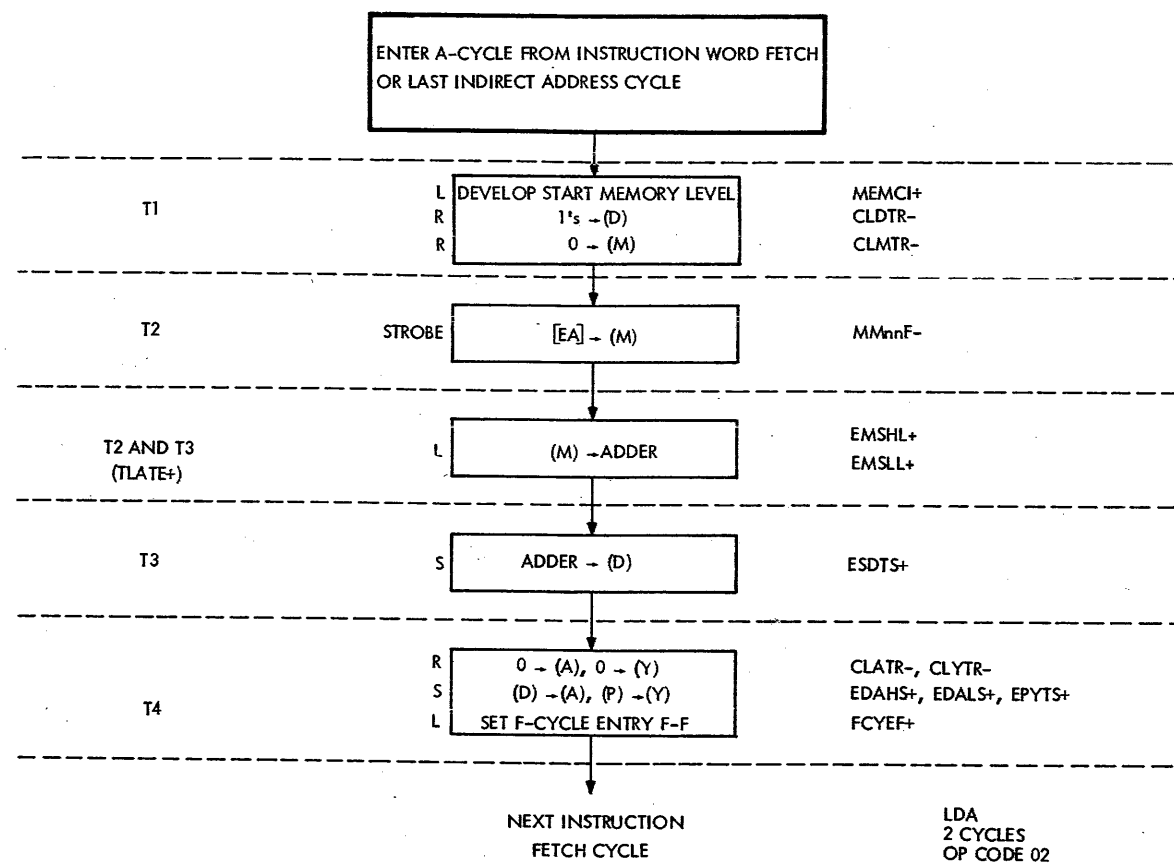 ENTER A-CYCLE FROM INSTRUCTION WORD FETCH
OR LAST INDIRECT ADDRESS CYCLE
T1
L DEVELOP START MEMORY LEVEL MEMCI+
R 1's → (D) CLDTR-
R 0 → (M) CLMTR-
T2 STROBE [EA] → (M) MMnnF-
T2 AND T3
(TLATE+)
L (M) → ADDER
EMSHL+
EMSLL+
T3 S ADDER → (D) ESDTS+
T4
R 0 → (A), 0 → (Y) CLATR-, CLYTR-
S (D) → (A), (P) → (Y) EDAHS+, EDALS+, EPYTS+
L SET F-CYCLE ENTRY F-F FCYEF+
NEXT INSTRUCTION
FETCH CYCLE
LDA
2 CYCLES
OP CODE 02